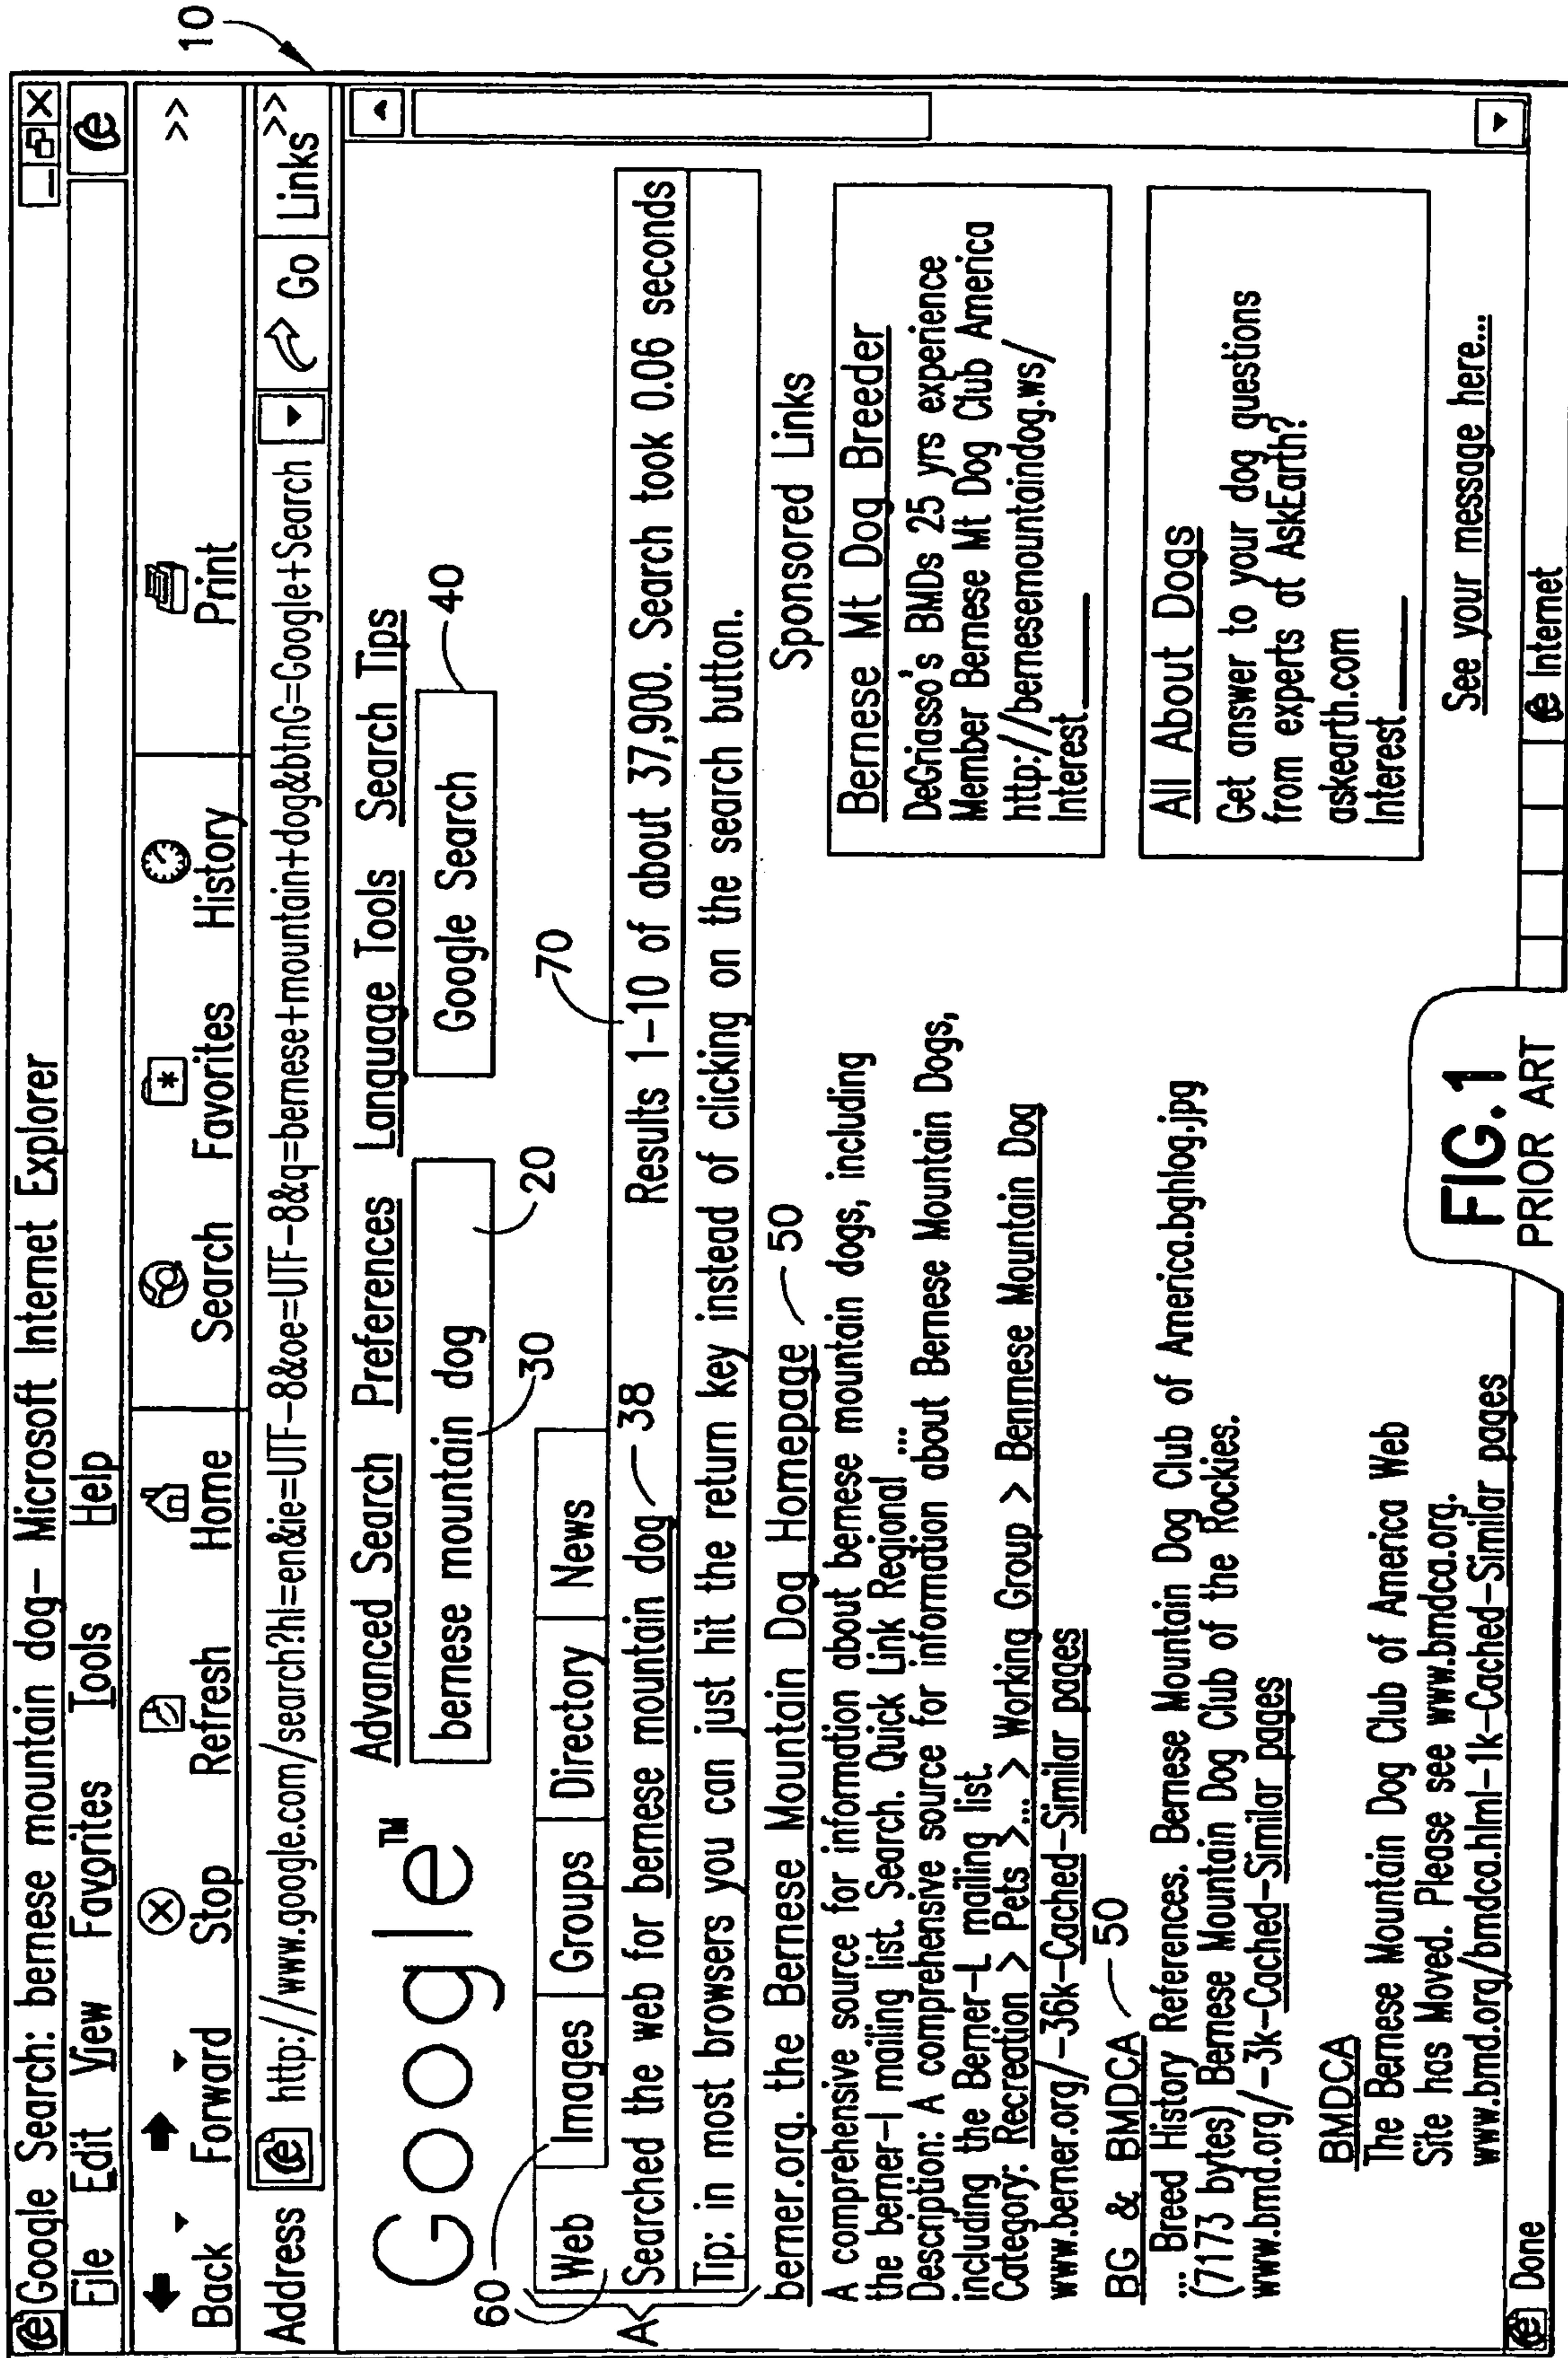 Google Search: bernese mountain dog- Microsoft Internet Explorer
File Edit View Favorites Tools Help
Back Forward Stop Refresh Home Search Favorites History Print >>
Address http://www.google.com/search?hl=en&ie=UTF-8&oe=UTF-8&q=bernese+mountain+dog&btnG=Google+Search Go Links >>
10
Google™
Advanced Search Preferences Language Tools Search Tips
bernese mountain dog
Google Search
20
30
40
60
Web Images Groups Directory News
70
A
Searched the web for bernese mountain dog 38 Results 1-10 of about 37,900. Search took 0.06 seconds
Tip: in most browsers you can just hit the return key instead of clicking on the search button.
berner.org. the Bernese Mountain Dog Homepage 50
A comprehensive source for information about bernese mountain dogs, including
the berner-l mailing list. Search. Quick Link Regional ...
Description: A comprehensive source for information about Bernese Mountain Dogs,
including the Berner-L mailing list.
Category: Recreation > Pets >... > Working Group > Bernmese Mountain Dog
www.berner.org/-36k-Cached-Similar pages
BG & BMDCA 50
... Breed History References. Bernese Mountain Dog Club of America.bghlog.jpg
(7173 bytes) Bernese Mountain Dog Club of the Rockies.
www.bmd.org/-3k-Cached-Similar pages
BMDCA
The Bernese Mountain Dog Club of America Web
Site has Moved. Please see www.bmdca.org.
www.bmd.org/bmdca.hlml-1k-Cached-Similar pages
Sponsored Links
Bernese Mt Dog Breeder
DeGriasso's BMDs 25 yrs experience
Member Bernese Mt Dog Club America
http://bernesemountaindog.ws/
Interest
All About Dogs
Get answer to your dog questions
from experts at AskEarth?
askearth.com
Interest
See your message here...
Done
Internet
FIG.1
PRIOR ART